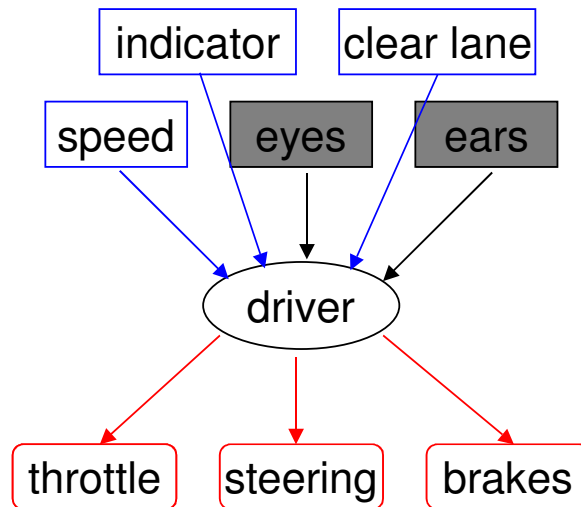 indicator
clear lane
speed
eyes
ears
driver
throttle
steering
brakes